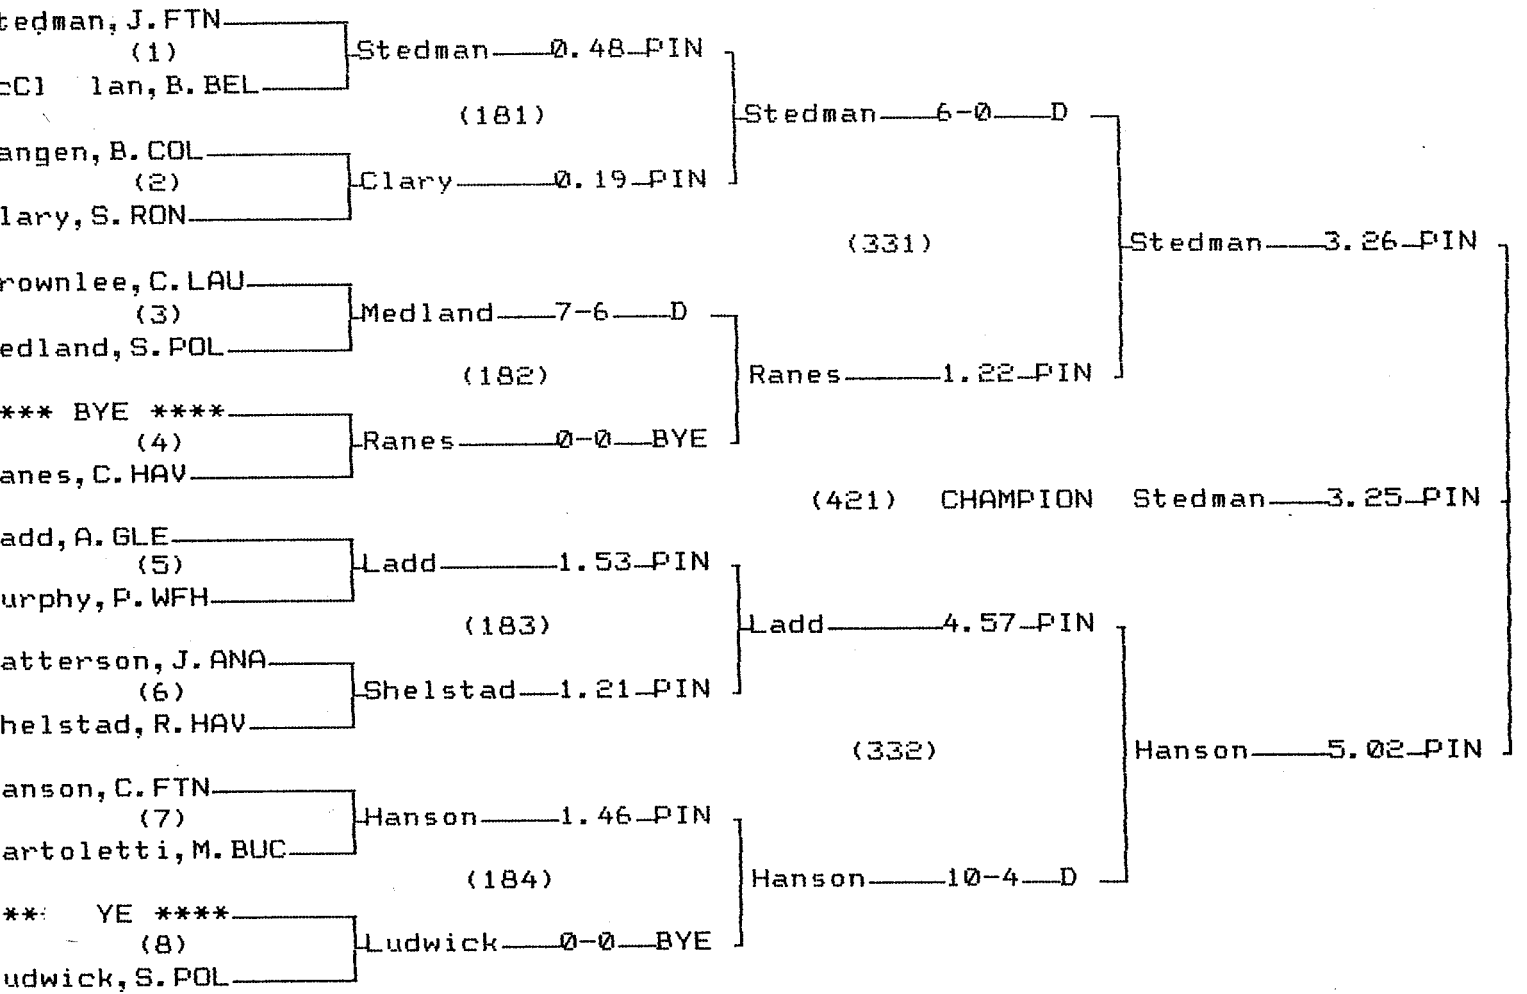 tedman, J. FTN
(1)
Stedman 0.48 PIN
cCl lan, B. BEL
(181)
Stedman 6-0 D
angen, B. COL
(2)
Clary 0.19 PIN
lary, S. RON
(331)
Stedman 3.26 PIN
rownlee, C. LAU
(3)
Medland 7-6 D
edland, S. POL
(182)
Ranes 1.22 PIN
*** BYE ****
(4)
Ranes 0-0 BYE
anes, C. HAV
(421) CHAMPION Stedman 3.25 PIN
add, A. GLE
(5)
Ladd 1.53 PIN
urphy, P. WFH
(183)
Ladd 4.57 PIN
atterson, J. ANA
(6)
Shelstad 1.21 PIN
helstad, R. HAV
(332)
Hanson 5.02 PIN
anson, C. FTN
(7)
Hanson 1.46 PIN
artoletti, M. BUC
(184)
Hanson 10-4 D
** YE ****
(8)
Ludwick 0-0 BYE
udwick, S. POL